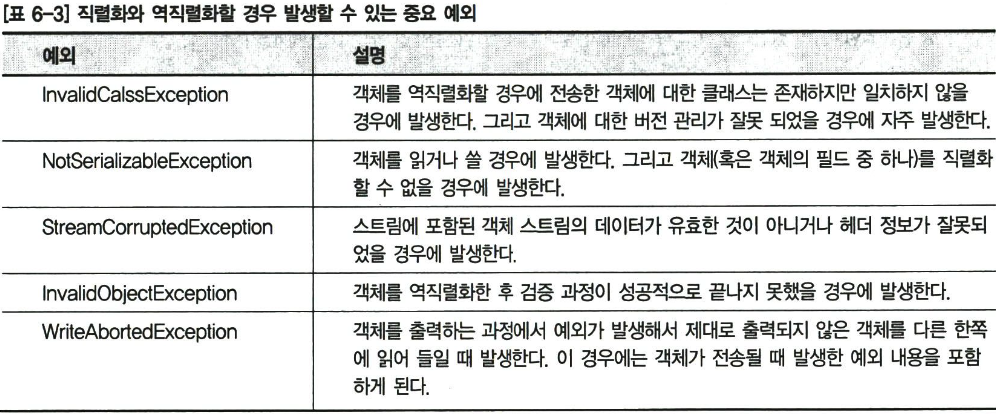 [표 6-3] 직렬화와 역직렬화할 경우 발생할 수 있는 중요 예외
예외 설명
InvalidCalssException 객체를 역직렬화할 경우에 전송한 객체에 대한 클래스는 존재하지만 일치하지 않을
경우에 발생한다. 그리고 객체에 대한 버전 관리가 잘못 되었을 경우에 자주 발생한다.
NotSerializableException 객체를 읽거나 쓸 경우에 발생한다. 그리고 객체(혹은 객체의 필드 중 하나)를 직렬화
할 수 없을 경우에 발생한다.
StreamCorruptedException 스트림에 포함된 객체 스트림의 데이터가 유효한 것이 아니거나 헤더 정보가 잘못되
었을 경우에 발생한다.
InvalidObjectException 객체를 역직렬화한 후 검증 과정이 성공적으로 끝나지 못했을 경우에 발생한다.
WriteAbortedException 객체를 출력하는 과정에서 예외가 발생해서 제대로 출력되지 않은 객체를 다른 한쪽
에 읽어 들일 때 발생한다. 이 경우에는 객체가 전송될 때 발생한 예외 내용을 포함
하게 된다.